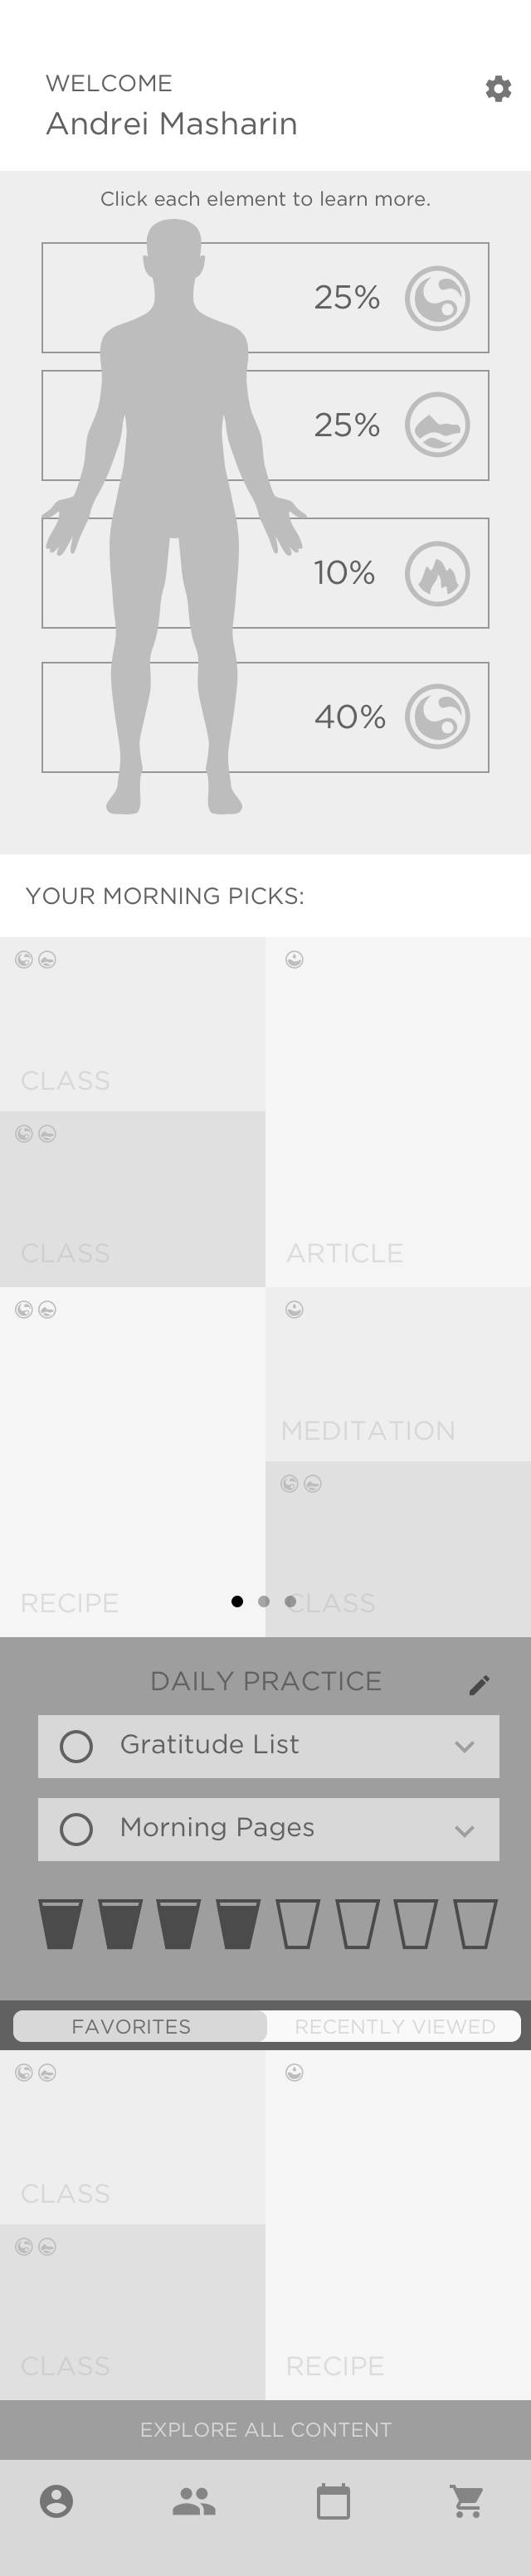 WELCOME
Andrei Masharin
Click each element to learn more.
25%
25%
10%
40%
YOUR MORNING PICKS:
CLASS
CLASS
ARTICLE
MEDITATION
RECIPE
CLASS
DAILY PRACTICE
Gratitude List
Morning Pages
FAVORITES RECENTLY VIEWED
CLASS
CLASS
RECIPE
EXPLORE ALL CONTENT